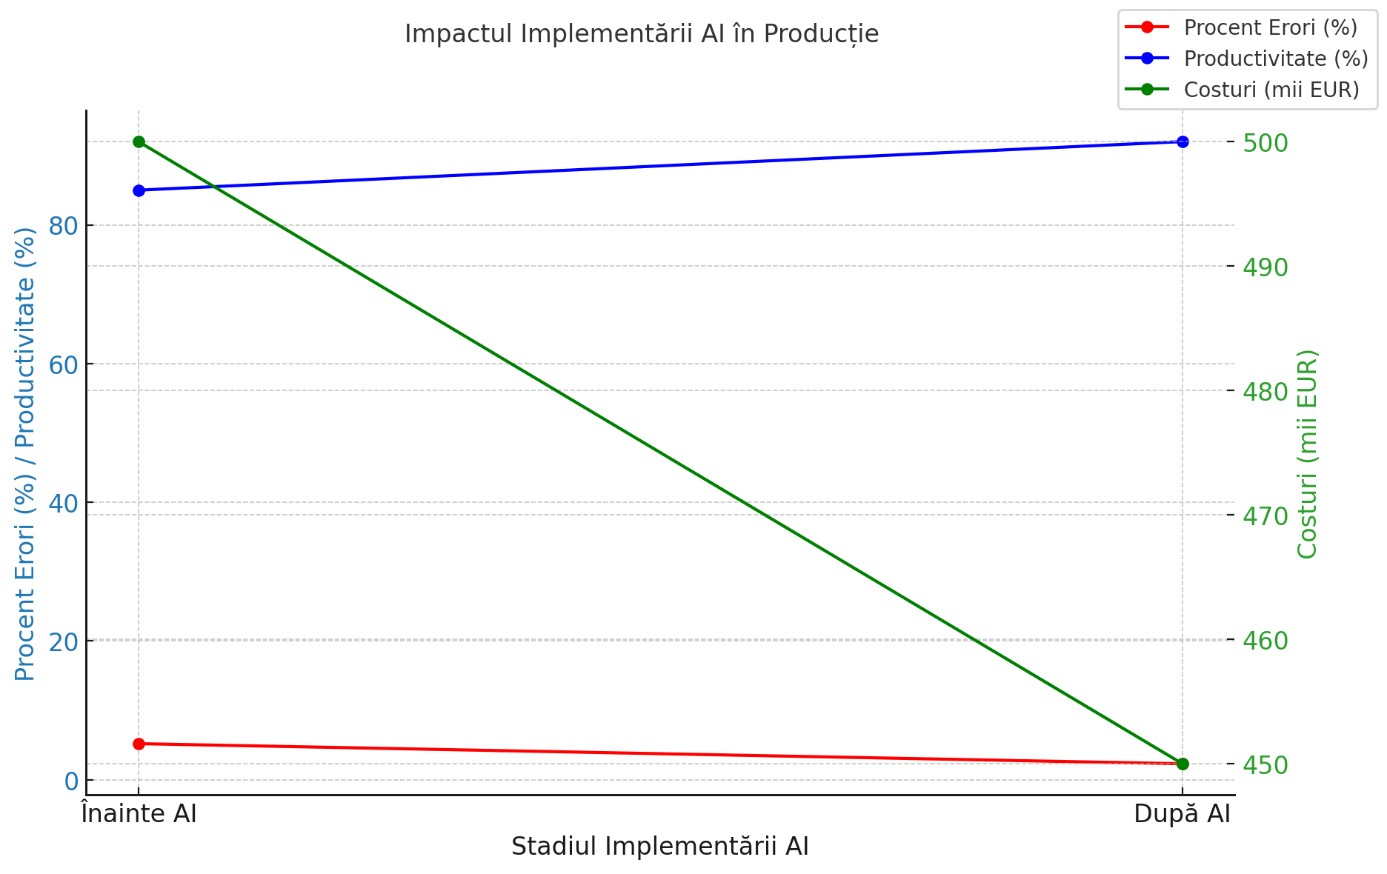 Impactul Implementării AI în Producție
Procent Erori (%)
Productivitate (%)
Costuri (mii EUR)
Procent Erori (%) / Productivitate (%)
80
60
40
20
0
500
490
480
470
460
450
Costuri (mii EUR)
Înainte AI
După AI
Stadiul Implementării AI